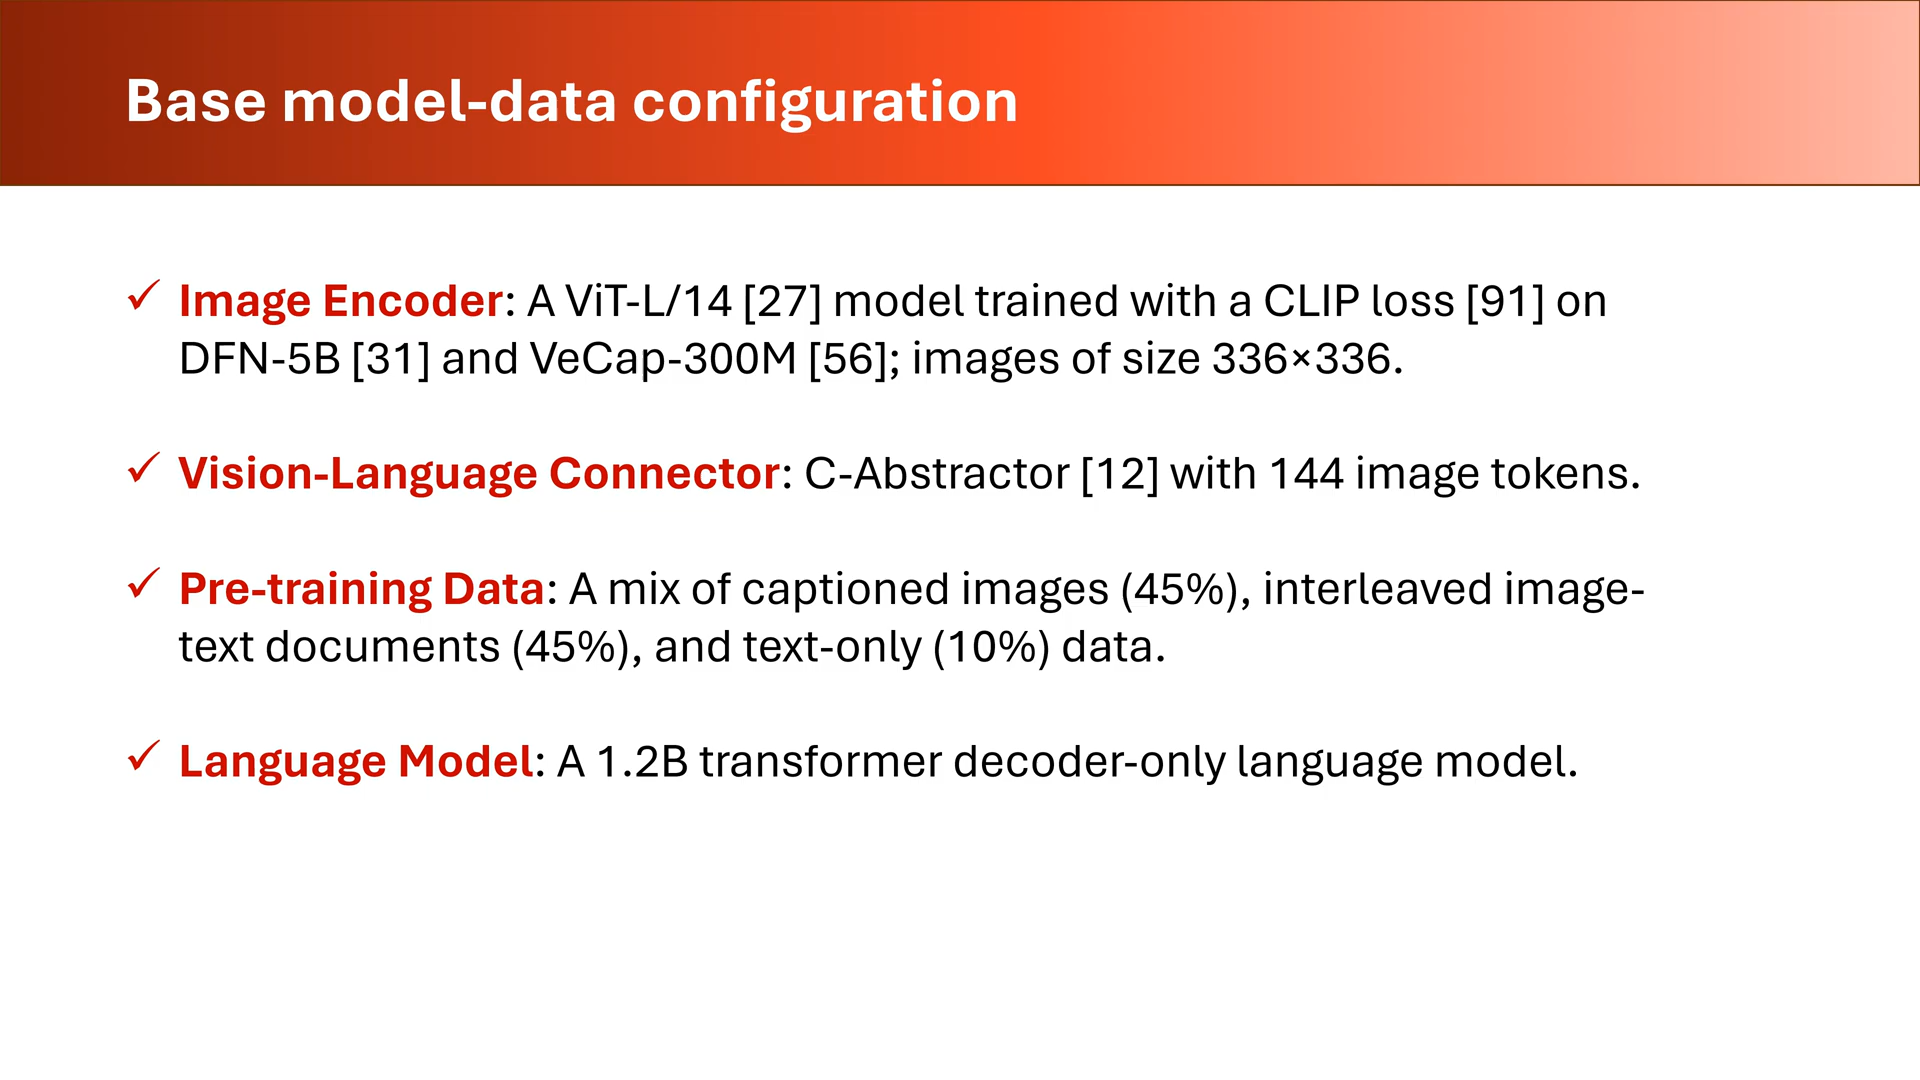 Base model-data configuration
✓ Image Encoder: A ViT-L/14 [27] model trained with a CLIP loss [91] on
DFN-5B [31] and VeCap-300M [56]; images of size 336×336.
✓ Vision-Language Connector: C-Abstractor [12] with 144 image tokens.
✓ Pre-training Data: A mix of captioned images (45%), interleaved image-
text documents (45%), and text-only (10%) data.
✓ Language Model: A 1.2B transformer decoder-only language model.